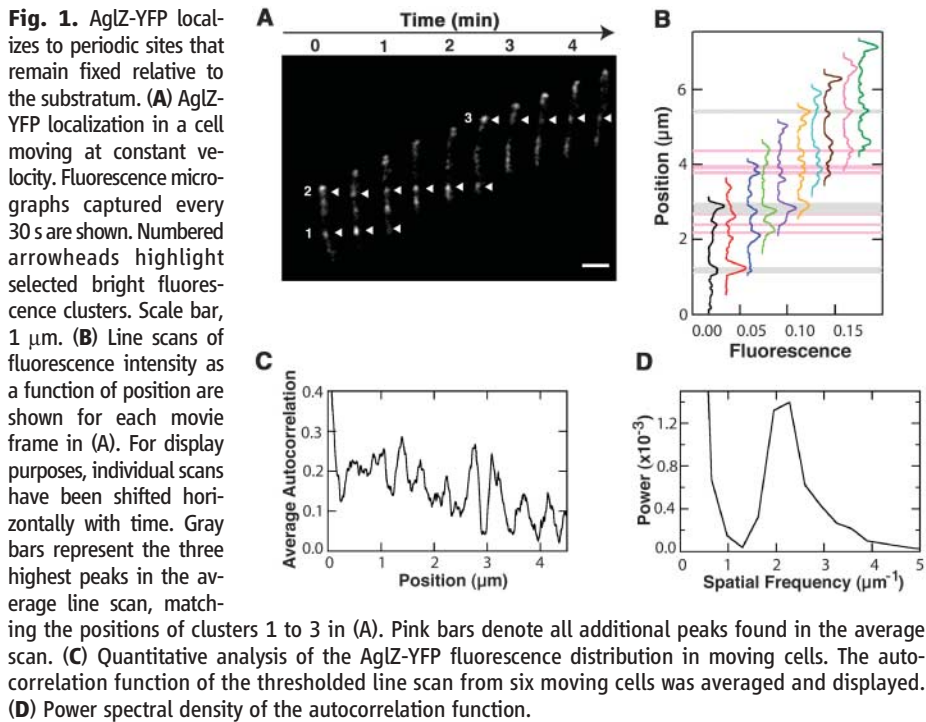 Fig. 1. AglZ-YFP local-
izes to periodic sites that
remain fixed relative to
the substratum. (A) AglZ-
YFP localization in a cell
moving at constant ve-
locity. Fluorescence micro-
graphs captured every
30 s are shown. Numbered
arrowheads highlight
selected bright fluores-
cence clusters. Scale bar,
1 μm. (B) Line scans of
fluorescence intensity as
a function of position are
shown for each movie
frame in (A). For display
purposes, individual scans
have been shifted hori-
zontally with time. Gray
bars represent the three
highest peaks in the av-
erage line scan, match-
ing the positions of clusters 1 to 3 in (A). Pink bars denote all additional peaks found in the average
scan. (C) Quantitative analysis of the AglZ-YFP fluorescence distribution in moving cells. The auto-
correlation function of the thresholded line scan from six moving cells was averaged and displayed.
(D) Power spectral density of the autocorrelation function.
A
Time (min)
0 1 2 3 4
3
2
1
B
Position (μm)
6
4
2
0
0.00 0.05 0.10 0.15
Fluorescence
C
Average Autocorrelation
0.4
0.3
0.2
0.1
0.0
0 1 2 3 4
Position (μm)
D
Power (x10⁻³)
1.2
0.8
0.4
0.0
0 1 2 3 4 5
Spatial Frequency (μm⁻¹)